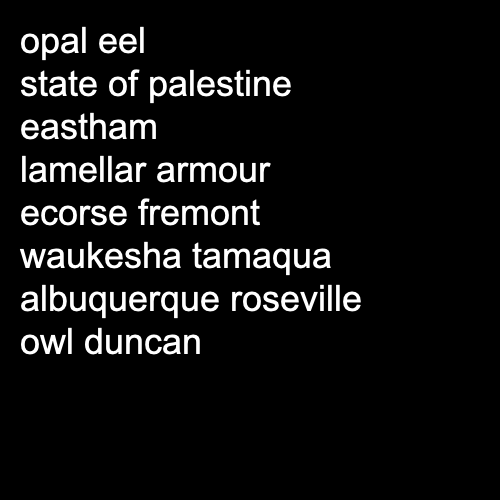 opal eel
state of palestine
eastham
lamellar armour
ecorse fremont
waukesha tamaqua
albuquerque roseville
owl duncan